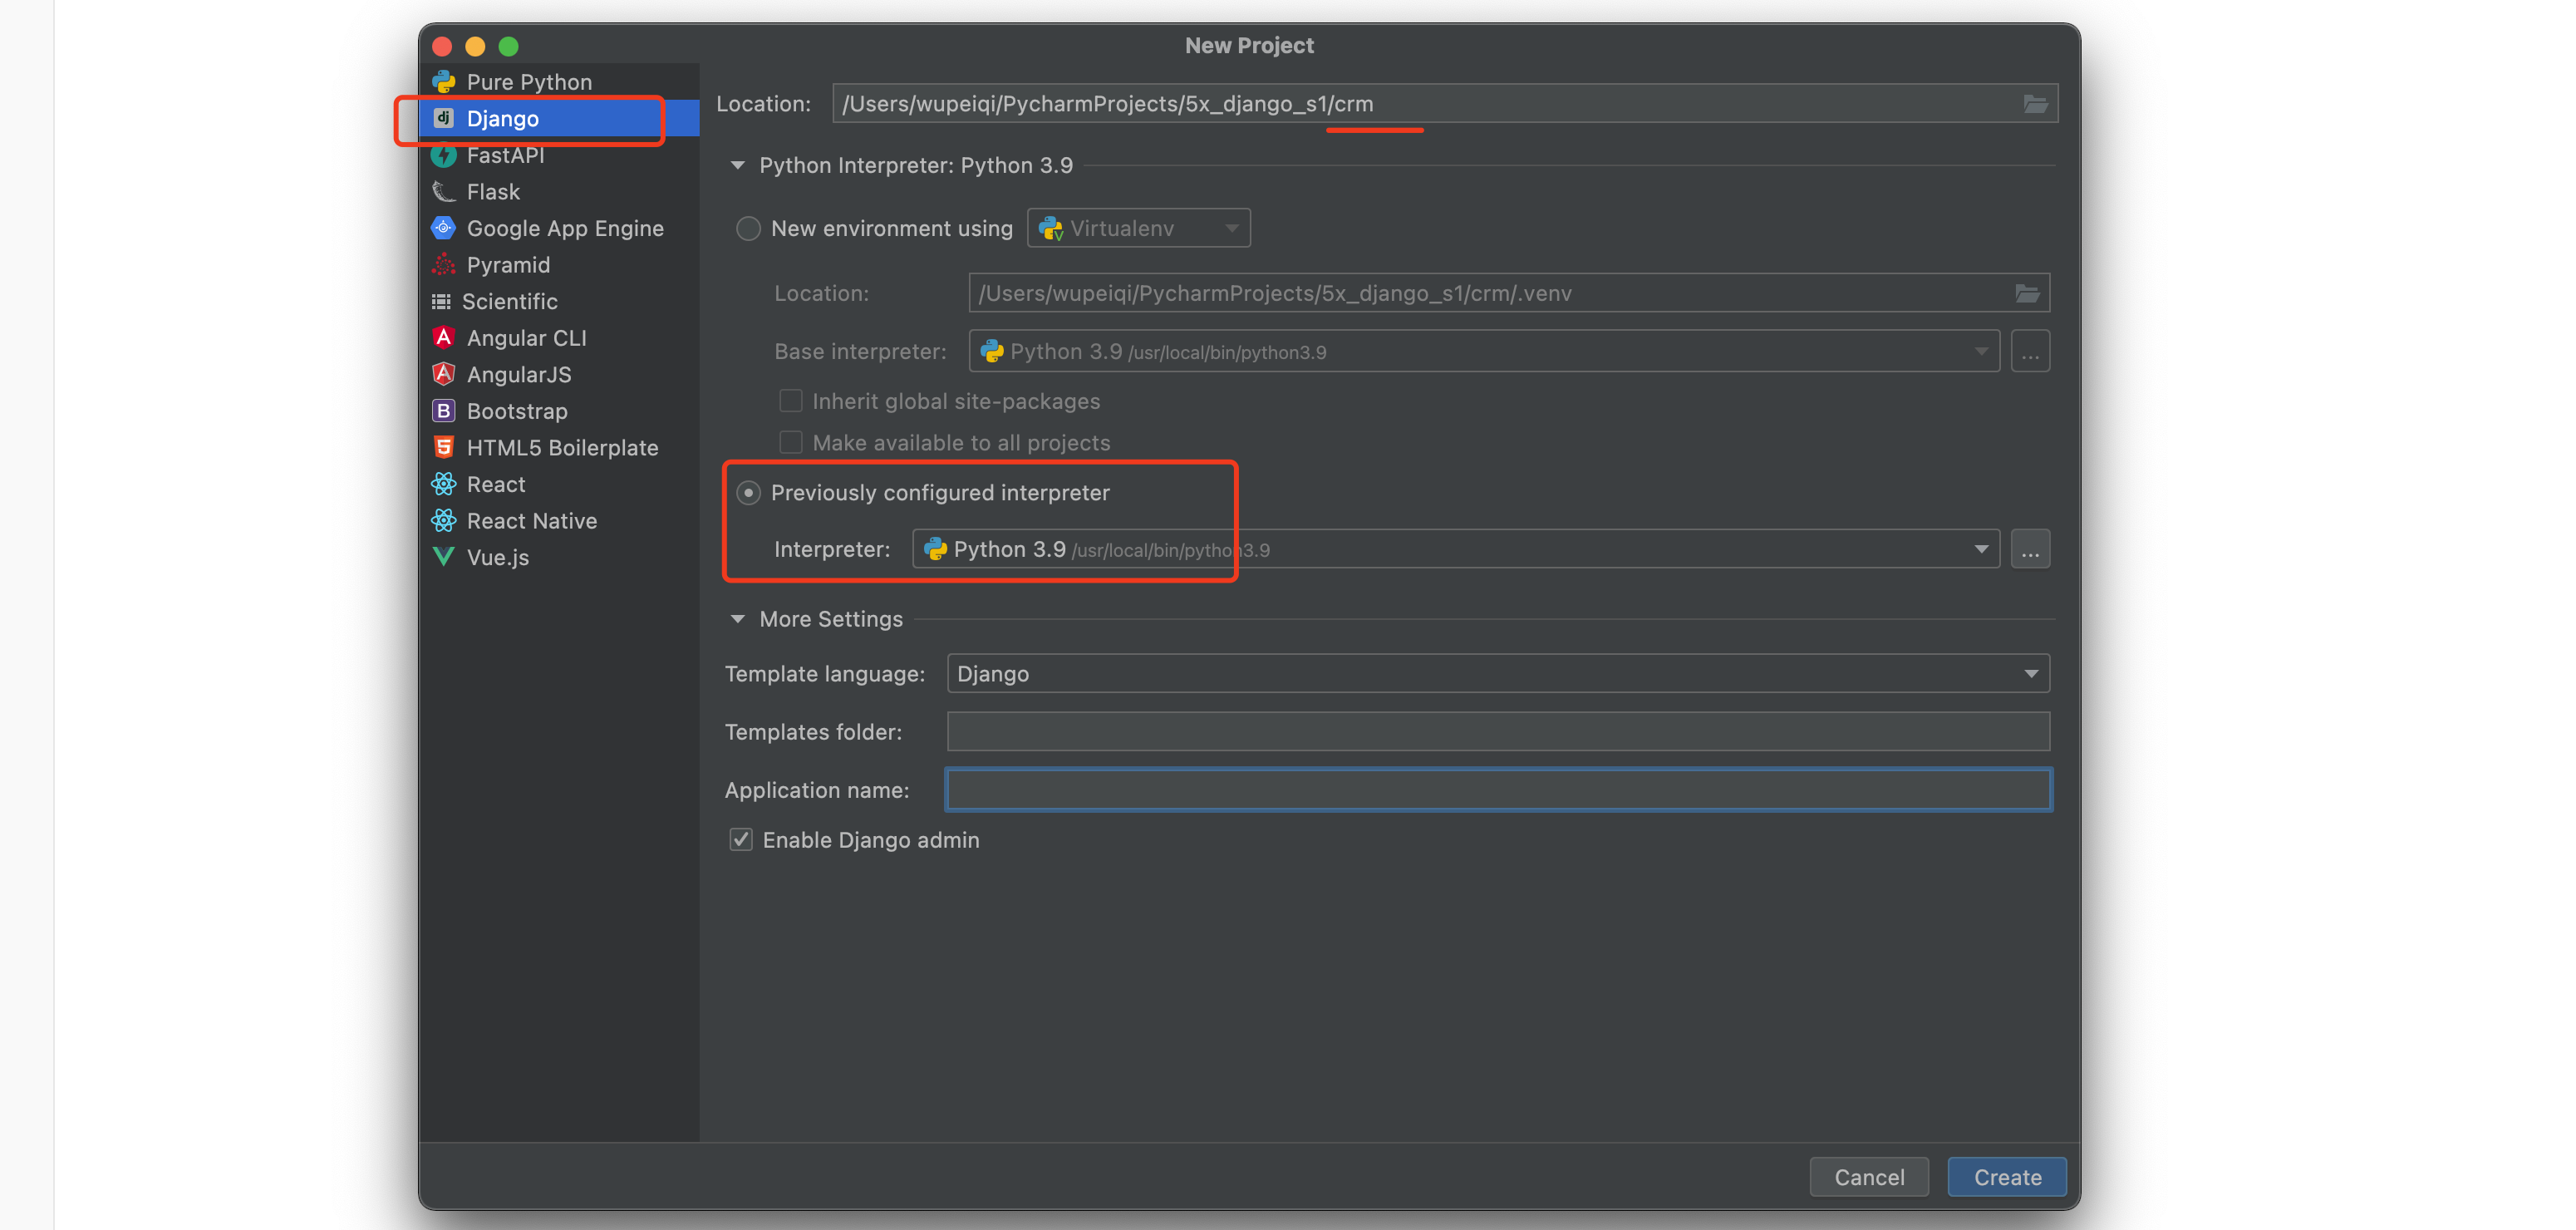 New Project
Pure Python
Django
FastAPI
Flask
Google App Engine
Pyramid
Scientific
Angular CLI
AngularJS
Bootstrap
HTML5 Boilerplate
React
React Native
Vue.js
Location: /Users/wupeiqi/PycharmProjects/5x_django_s1/crm
Python Interpreter: Python 3.9
New environment using Virtualenv
Location: /Users/wupeiqi/PycharmProjects/5x_django_s1/crm/.venv
Base interpreter: Python 3.9 /usr/local/bin/python3.9 ...
Inherit global site-packages
Make available to all projects
Previously configured interpreter
Interpreter: Python 3.9 /usr/local/bin/python3.9 ...
More Settings
Template language: Django
Templates folder:
Application name:
Enable Django admin
Cancel Create